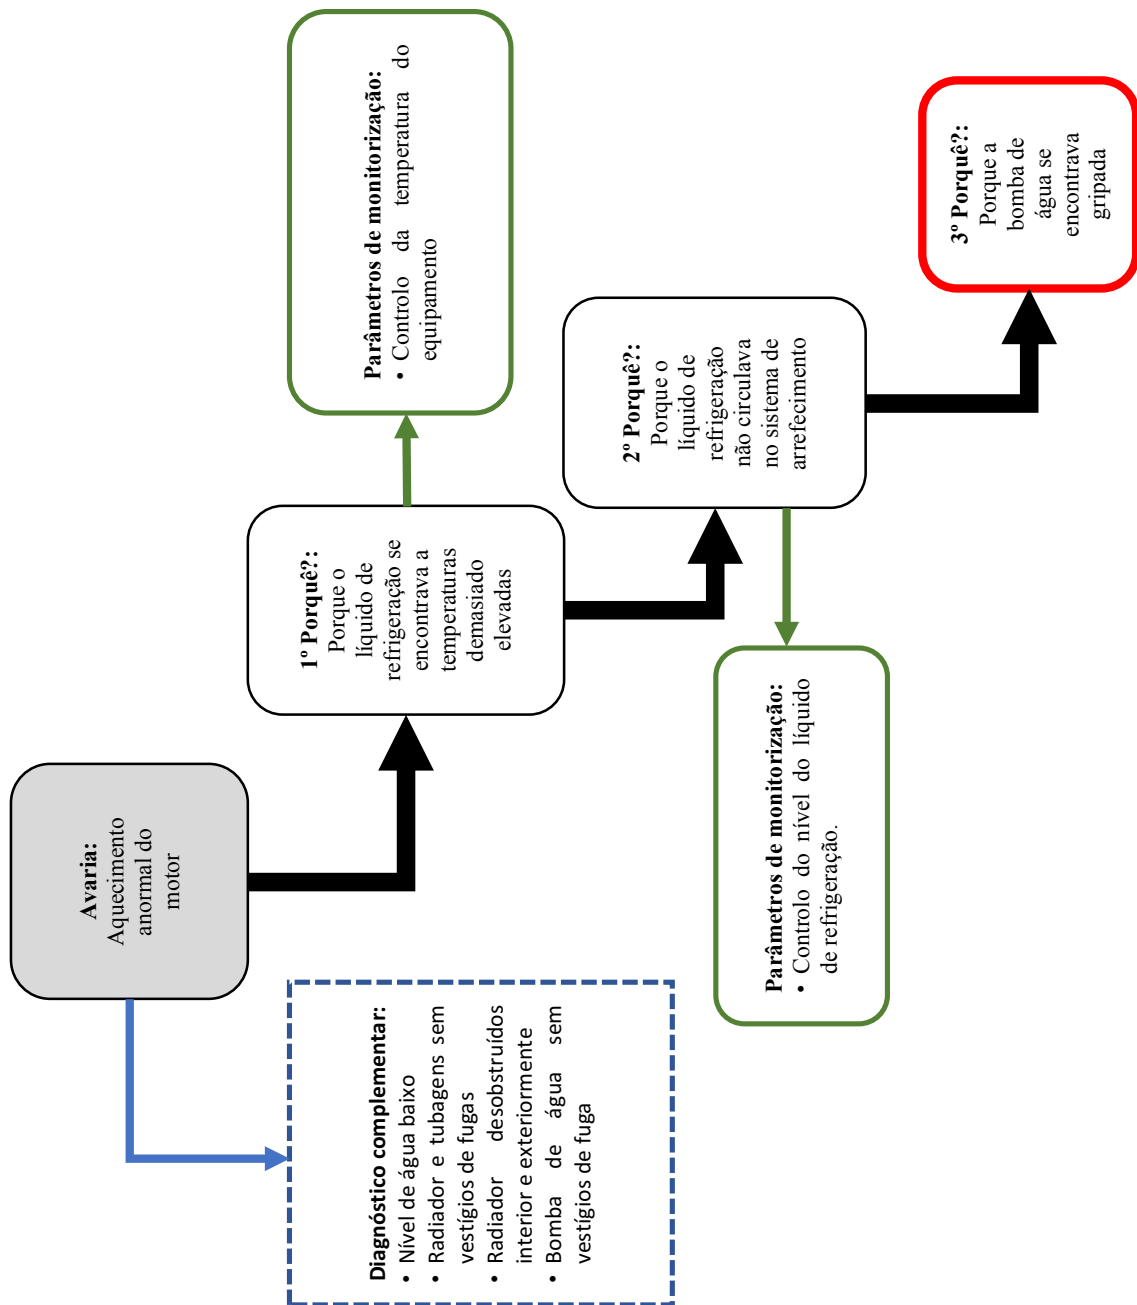 Avaria:
Aquecimento
anormal do
motor
Diagnóstico complementar:
• Nível de água baixo
• Radiador e tubagens sem
vestígios de fugas
• Radiador desobstruídos
interior e exteriormente
• Bomba de água sem
vestígios de fuga
1º Porquê?:
Porque o
líquido de
refrigeração se
encontrava a
temperaturas
demasiado
elevadas
Parâmetros de monitorização:
• Controlo da temperatura do
equipamento
2º Porquê?:
Porque o
líquido de
refrigeração
não circulava
no sistema de
arrefecimento
Parâmetros de monitorização:
• Controlo do nível do líquido
de refrigeração.
3º Porquê?:
Porque a
bomba de
água se
encontrava
gripada